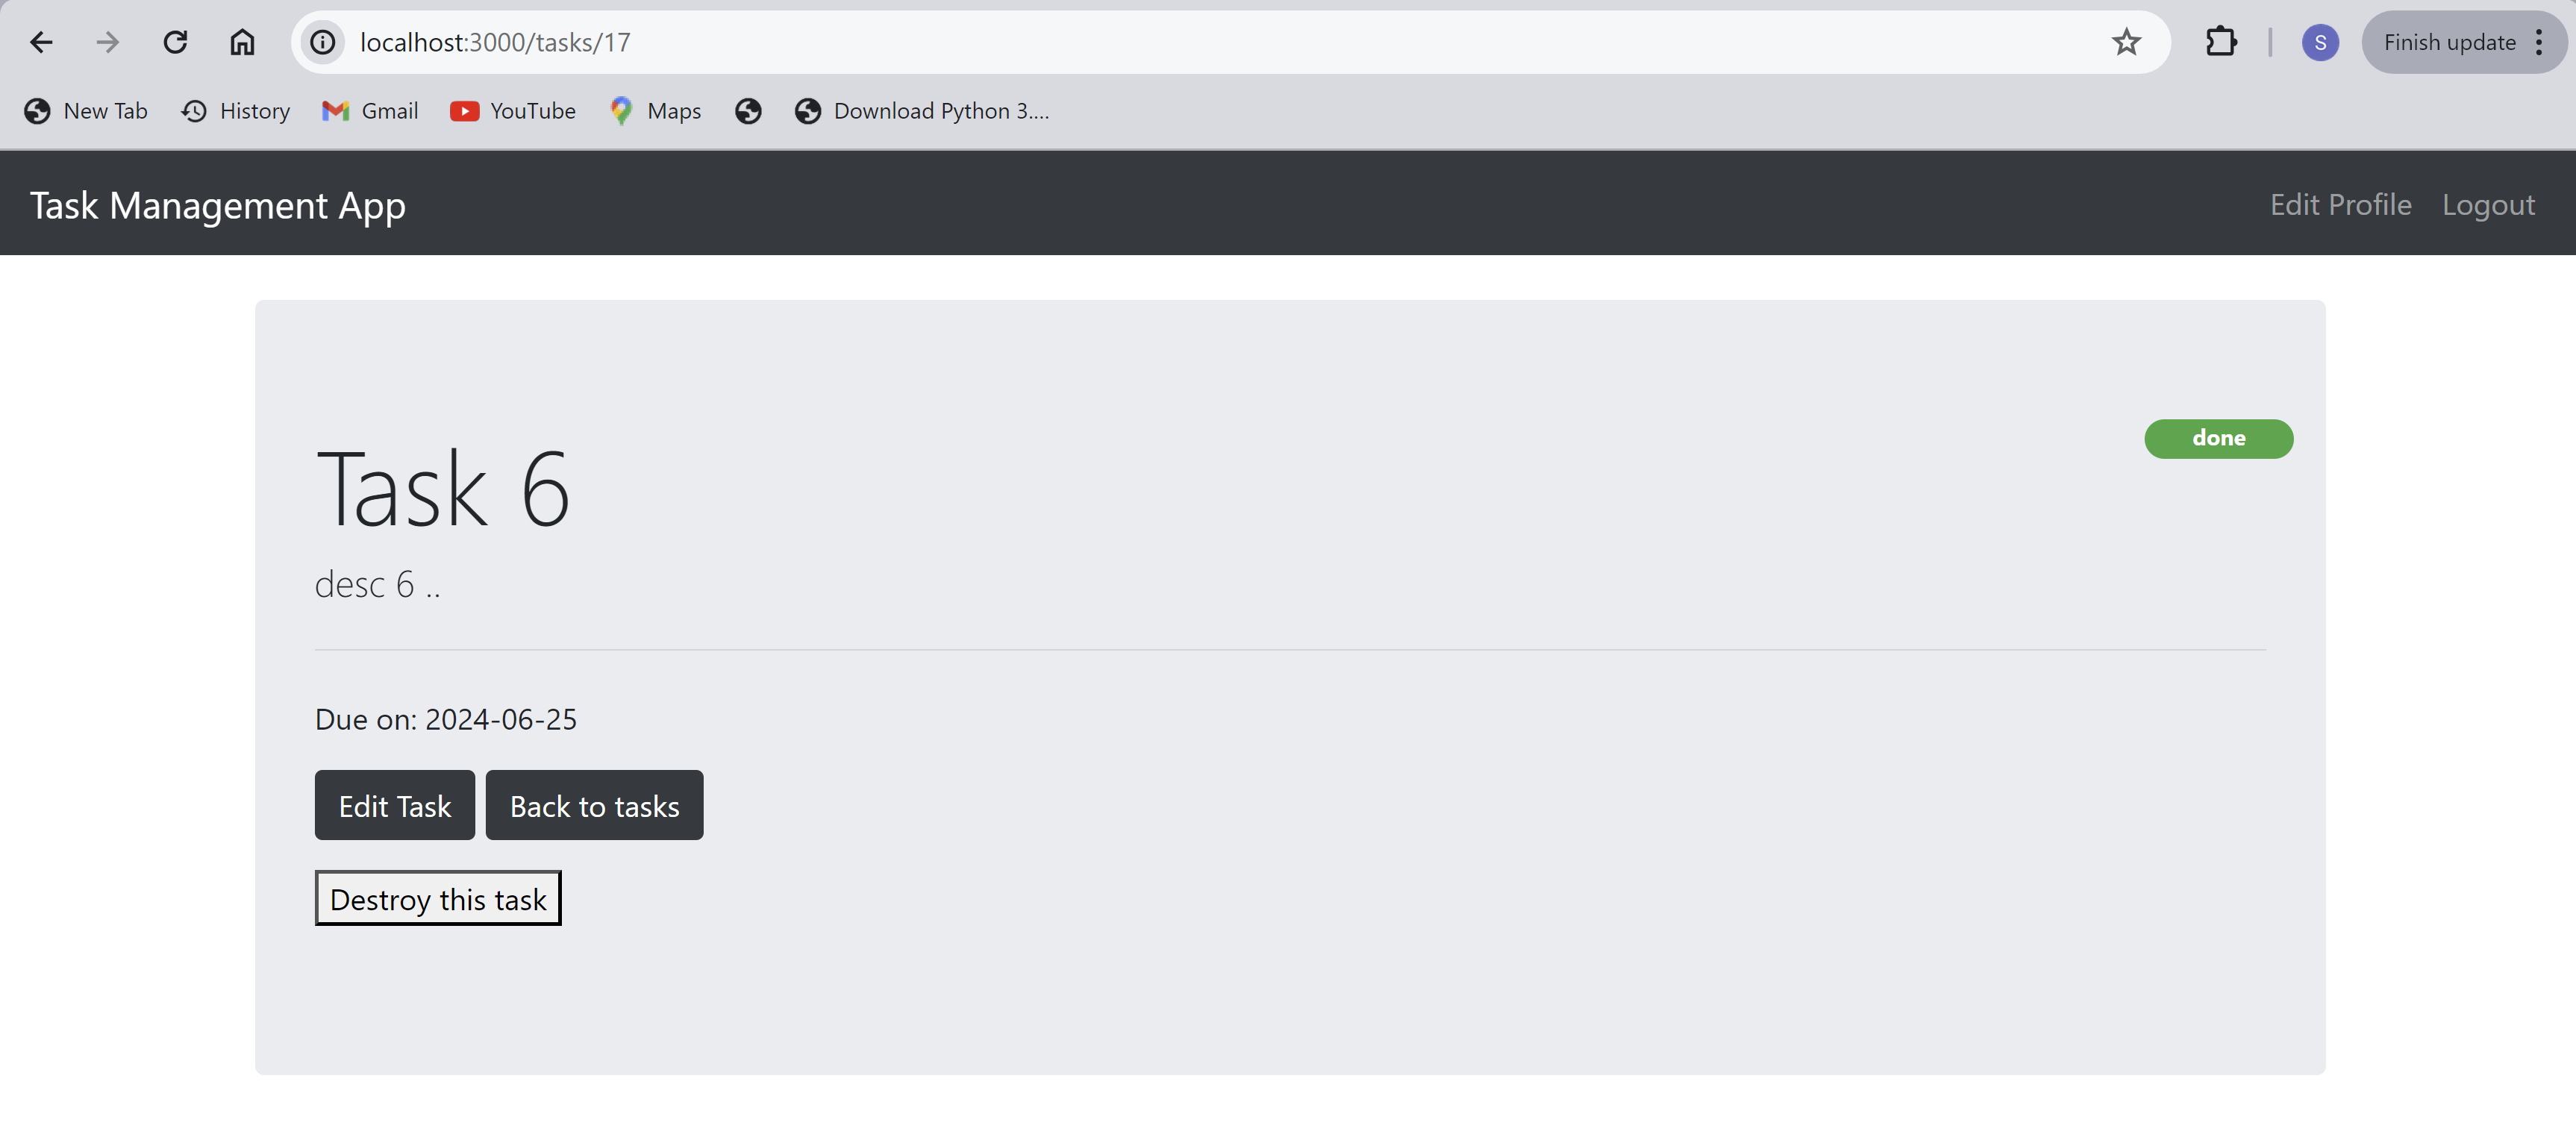 localhost:3000/tasks/17
S
Finish update
New Tab
History
Gmail
YouTube
Maps
Download Python 3....
Task Management App
Edit Profile
Logout
done
Task 6
desc 6 ..
Due on: 2024-06-25
Edit Task
Back to tasks
Destroy this task